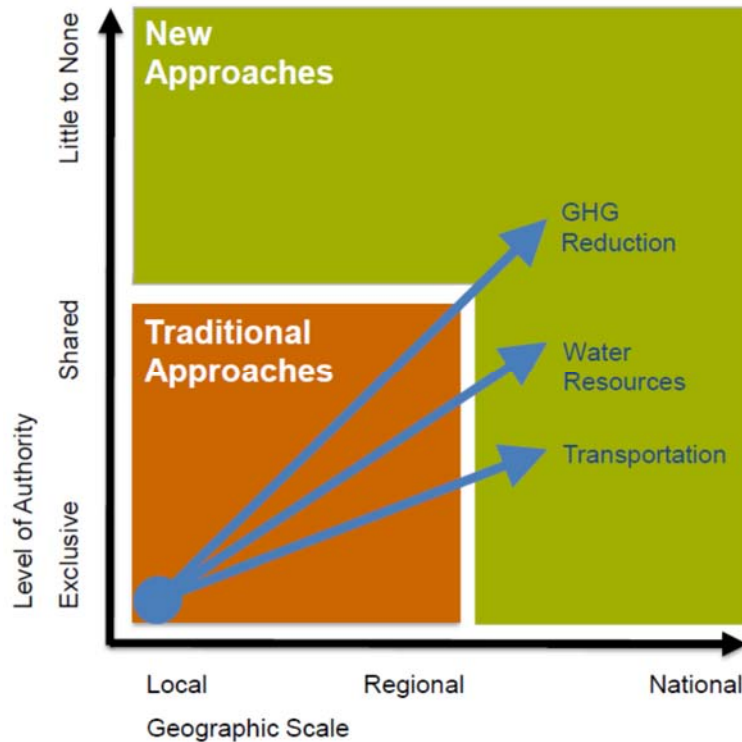 New
Approaches
Little to None
GHG
Reduction
Traditional
Approaches
Shared
Water
Resources
Transportation
Level of Authority
Exclusive
Local
Regional
National
Geographic Scale